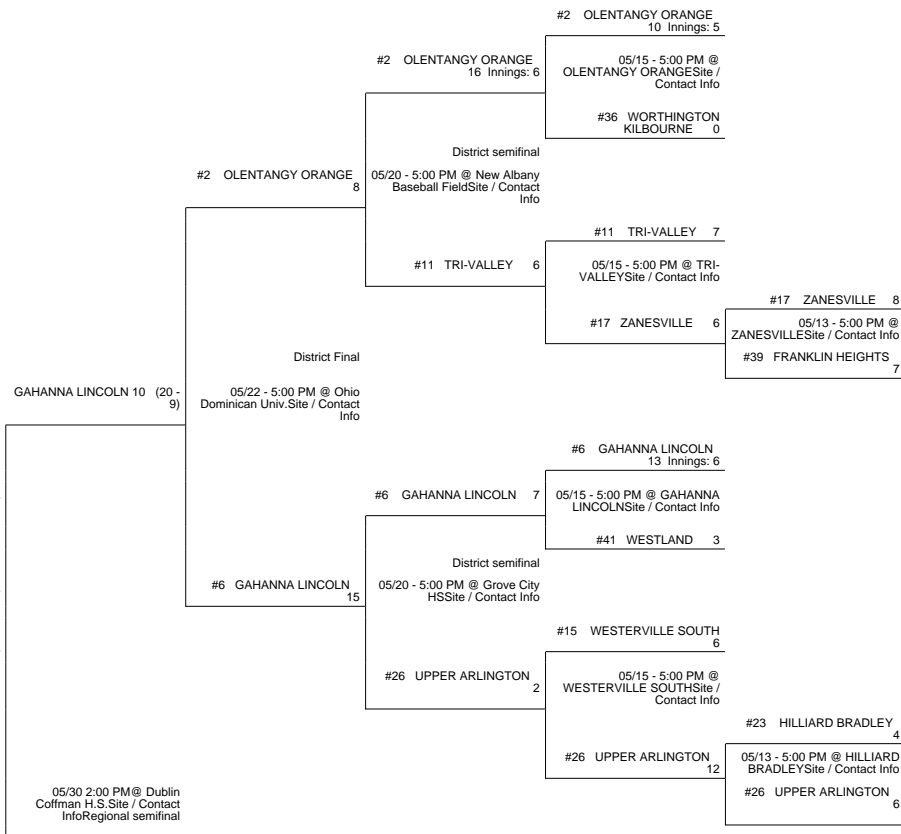 #2 OLENTANGY ORANGE
10 Innings: 5
05/15 - 5:00 PM @
OLENTANGY ORANGESite /
Contact Info
#36 WORTHINGTON
KILBOURNE 0
#2 OLENTANGY ORANGE
16 Innings: 6
District semifinal
05/20 - 5:00 PM @ New Albany
Baseball FieldSite / Contact
Info
#2 OLENTANGY ORANGE
8
#11 TRI-VALLEY 7
05/15 - 5:00 PM @ TRI-
VALLEYSite / Contact Info
#11 TRI-VALLEY 6
#17 ZANESVILLE 6
#17 ZANESVILLE 8
05/13 - 5:00 PM @
ZANESVILLESite / Contact Info
#39 FRANKLIN HEIGHTS
7
District Final
05/22 - 5:00 PM @ Ohio
Dominican Univ.Site / Contact
Info
GAHANNA LINCOLN 10 (20 -
9)
#6 GAHANNA LINCOLN
13 Innings: 6
05/15 - 5:00 PM @ GAHANNA
LINCOLNSite / Contact Info
#41 WESTLAND 3
#6 GAHANNA LINCOLN 7
District semifinal
05/20 - 5:00 PM @ Grove City
HSSite / Contact Info
#6 GAHANNA LINCOLN
15
#15 WESTERVILLE SOUTH
6
05/15 - 5:00 PM @
WESTERVILLE SOUTHSite /
Contact Info
#26 UPPER ARLINGTON
2
#26 UPPER ARLINGTON
12
#23 HILLIARD BRADLEY
4
05/13 - 5:00 PM @ HILLIARD
BRADLEYSite / Contact Info
#26 UPPER ARLINGTON
6
05/30 2:00 PM@ Dublin
Coffman H.S.Site / Contact
InfoRegional semifinal